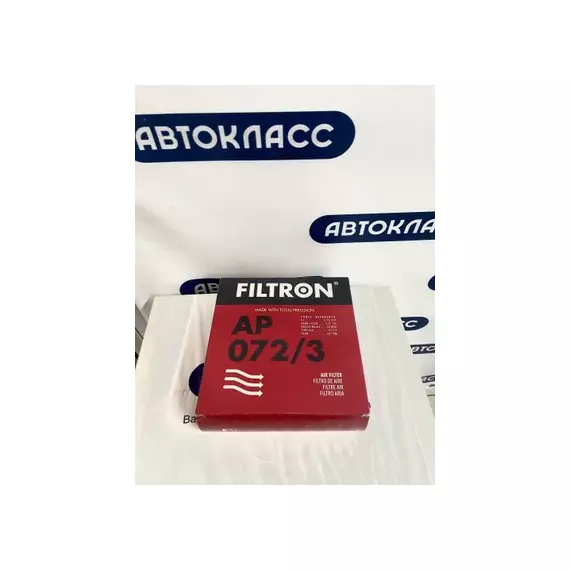 АВТОКЛАСС
АВТОКЛАСС
FILTRON®
MADE WITH TOTAL PRECISION
AP
072/3
AIR FILTER
FILTRO DE AIRE
FILTRE AIR
FILTRO ARIA
Ва